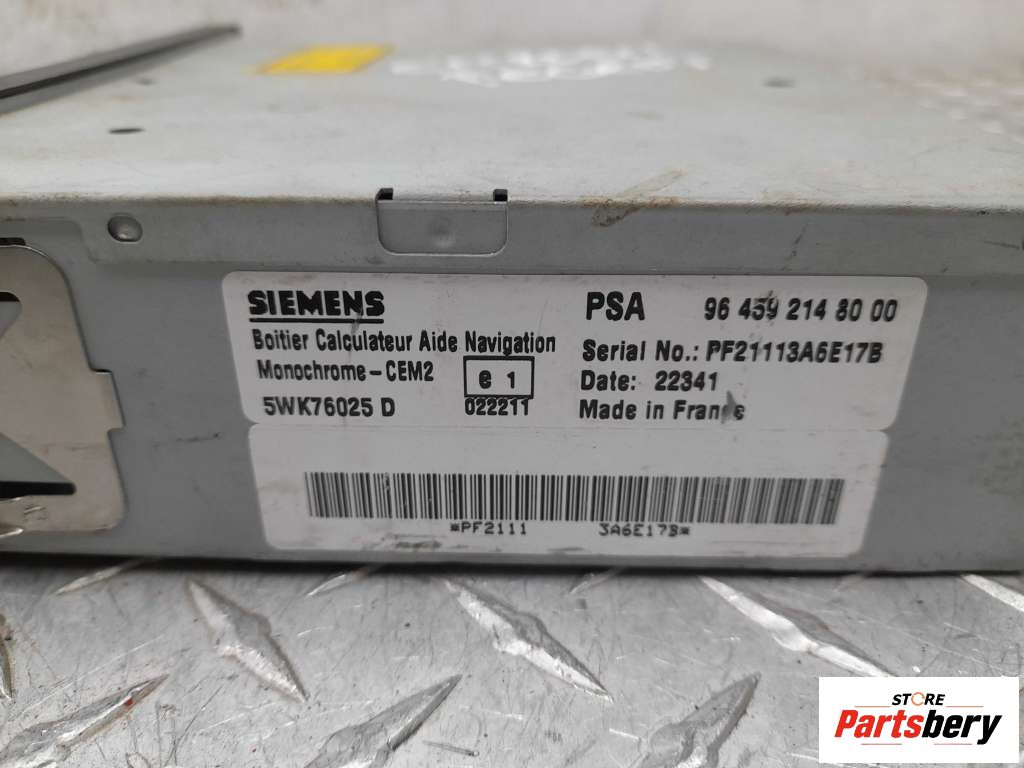 SIEMENS
PSA 96 459 214 80 00
Boitier Calculateur Aide Navigation
Serial No.: PF21113A6E17B
Monochrome-CEM2
e 1
Date: 22341
5WK76025 D
022211
Made in France
*PF2111 3A6E17B*
STORE
Partsbery